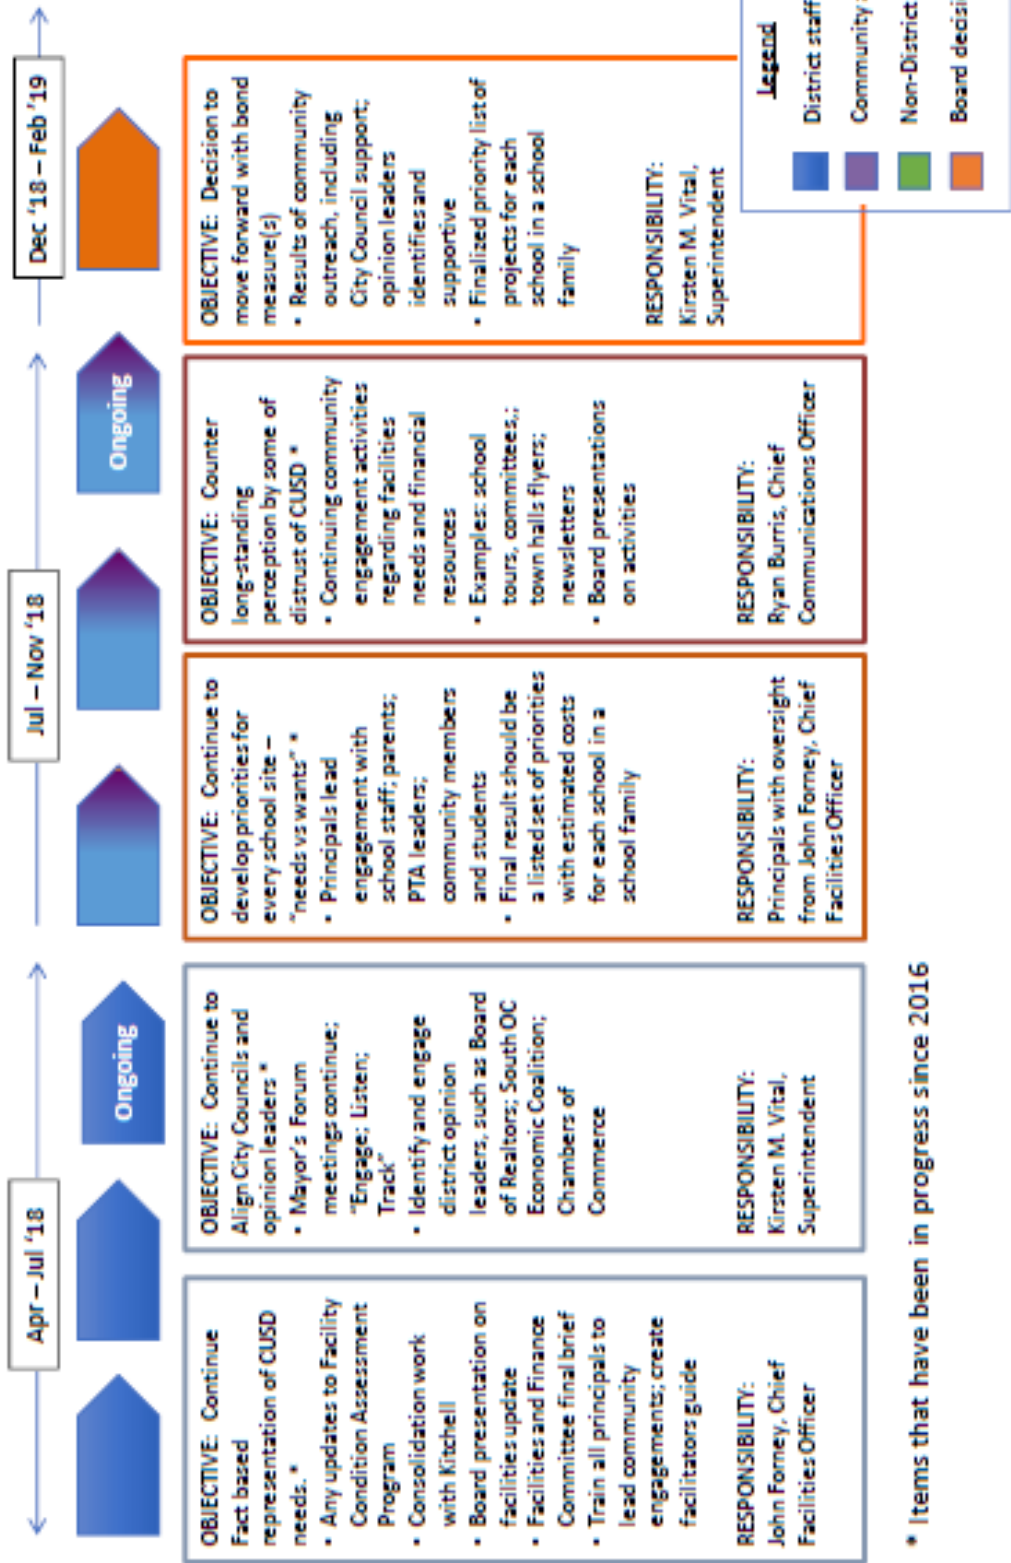 Apr – Jul '18
Jul – Nov '18
Dec '18 – Feb '19
Ongoing
Ongoing
OBJECTIVE: Continue
Fact based
representation of CUSD
needs. *
• Any updates to Facility
Condition Assessment
Program
• Consolidation work
with Kitchell
• Board presentation on
facilities update
• Facilities and Finance
Committee final brief
• Train all principals to
lead community
engagements; create
facilitators guide
RESPONSIBILITY:
John Forney, Chief
Facilities Officer
OBJECTIVE: Continue to
Align City Councils and
opinion leaders *
• Mayor's Forum
meetings continue;
"Engage; Listen;
Track"
• Identify and engage
district opinion
leaders, such as Board
of Realtors; South OC
Economic Coalition;
Chambers of
Commerce
RESPONSIBILITY:
Kirsten M. Vital,
Superintendent
OBJECTIVE: Continue to
develop priorities for
every school site –
"needs vs wants" *
• Principals lead
engagement with
school staff; parents;
PTA leaders;
community members
and students
• Final result should be
a listed set of priorities
with estimated costs
for each school in a
school family
RESPONSIBILITY:
Principals with oversight
from John Forney, Chief
Facilities Officer
OBJECTIVE: Counter
long-standing
perception by some of
distrust of CUSD *
• Continuing community
engagement activities
regarding facilities
needs and financial
resources
• Examples: school
tours, committees,;
town halls flyers;
newsletters
• Board presentations
on activities
RESPONSIBILITY:
Ryan Burris, Chief
Communications Officer
OBJECTIVE: Decision to
move forward with bond
measure(s)
• Results of community
outreach, including
City Council support;
opinion leaders
identifies and
supportive
• Finalized priority list of
projects for each
school in a school
family
RESPONSIBILITY:
Kirsten M. Vital,
Superintendent
Legend
District staff
Community
Non-District
Board decisi
* Items that have been in progress since 2016